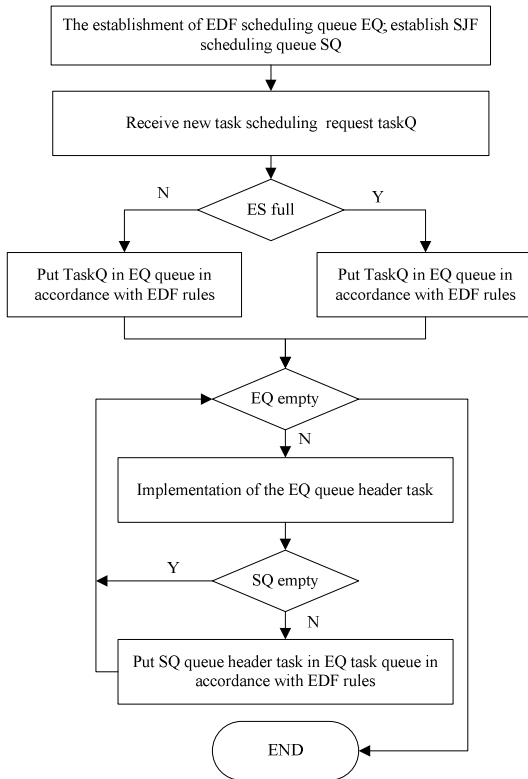 The establishment of EDF scheduling queue EQ; establish SJF
scheduling queue SQ
Receive new task scheduling request taskQ
N
ES full
Y
Put TaskQ in EQ queue in
accordance with EDF rules
Put TaskQ in EQ queue in
accordance with EDF rules
EQ empty
N
Implementation of the EQ queue header task
Y
SQ empty
N
Put SQ queue header task in EQ task queue in
accordance with EDF rules
END